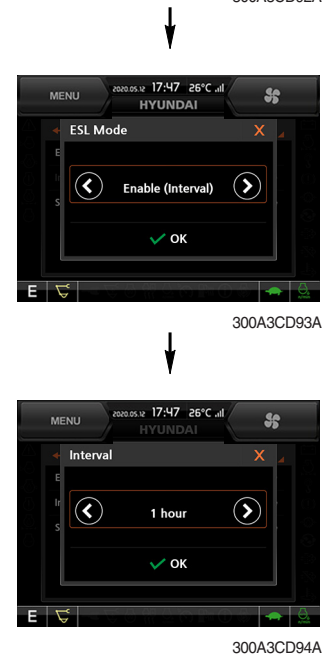 MENU
2020.05.12 17:47 26°C
HYUNDAI
ESL Mode X
E
S
Enable (Interval)
OK
E
300A3CD93A
MENU
2020.05.12 17:47 26°C
HYUNDAI
Interval X
E
In
S
1 hour
OK
E
300A3CD94A